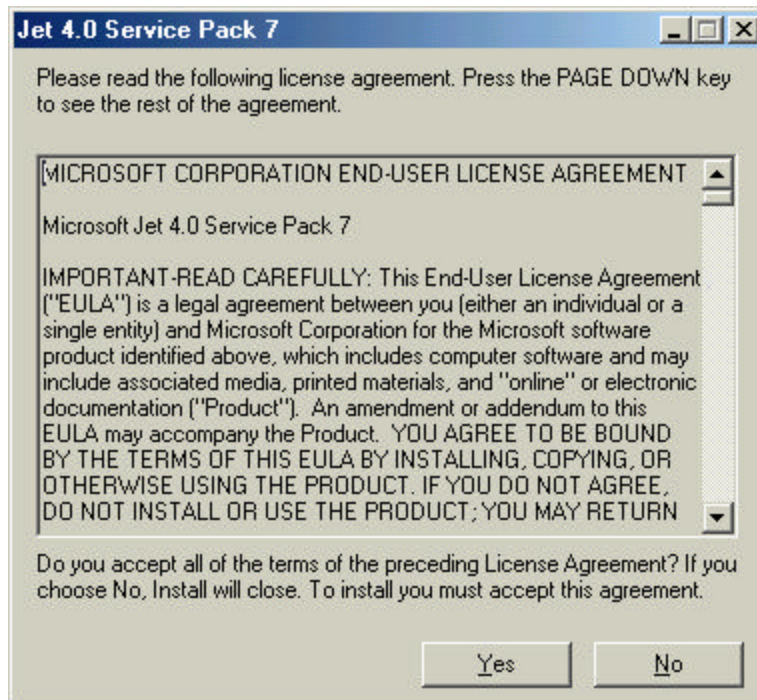 Jet 4.0 Service Pack 7
Please read the following license agreement. Press the PAGE DOWN key
to see the rest of the agreement.
MICROSOFT CORPORATION END-USER LICENSE AGREEMENT
Microsoft Jet 4.0 Service Pack 7
IMPORTANT-READ CAREFULLY: This End-User License Agreement
("EULA") is a legal agreement between you (either an individual or a
single entity) and Microsoft Corporation for the Microsoft software
product identified above, which includes computer software and may
include associated media, printed materials, and "online" or electronic
documentation ("Product").  An amendment or addendum to this
EULA may accompany the Product.  YOU AGREE TO BE BOUND
BY THE TERMS OF THIS EULA BY INSTALLING, COPYING, OR
OTHERWISE USING THE PRODUCT. IF YOU DO NOT AGREE,
DO NOT INSTALL OR USE THE PRODUCT; YOU MAY RETURN
Do you accept all of the terms of the preceding License Agreement? If you
choose No, Install will close. To install you must accept this agreement.
Yes
No